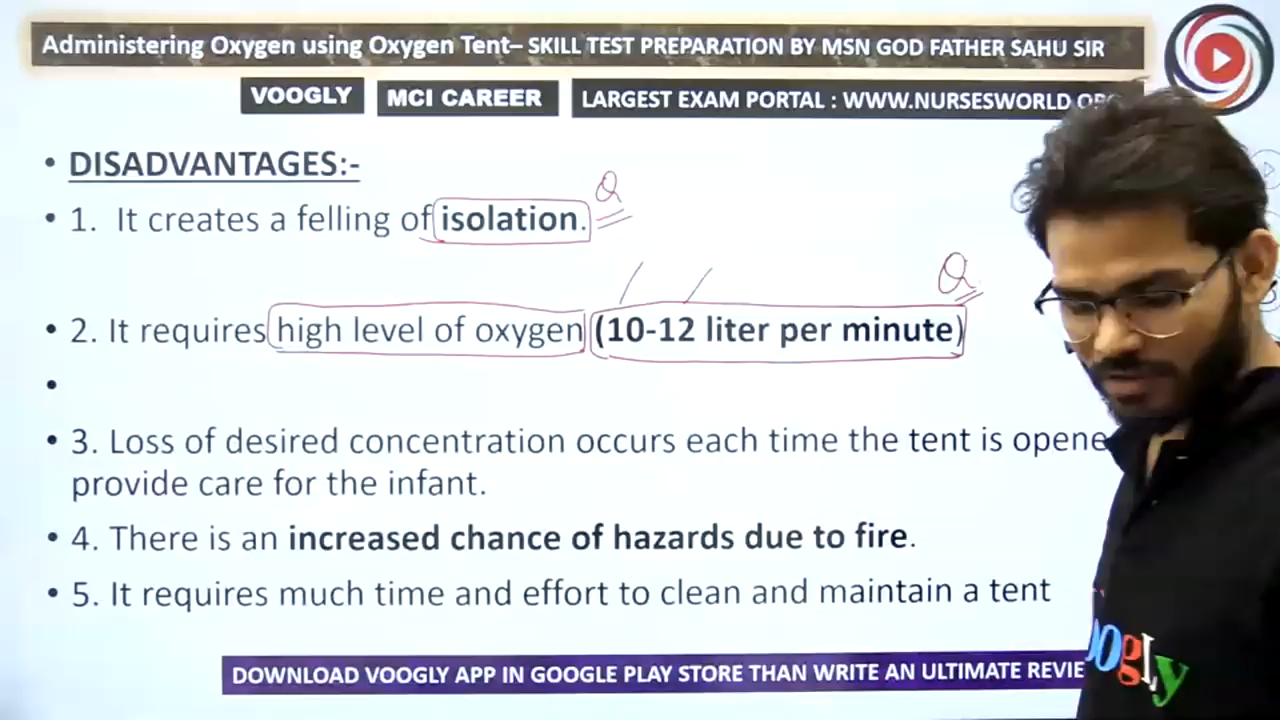 Administering Oxygen using Oxygen Tent– SKILL TEST PREPARATION BY MSN GOD FATHER SAHU SIR
VOOGLY MCI CAREER LARGEST EXAM PORTAL : WWW.NURSESWORLD.ORG
• DISADVANTAGES:-
• 1. It creates a felling of isolation. Q
• 2. It requires high level of oxygen (10-12 liter per minute) Q
•
• 3. Loss of desired concentration occurs each time the tent is opene
provide care for the infant.
• 4. There is an increased chance of hazards due to fire.
• 5. It requires much time and effort to clean and maintain a tent
DOWNLOAD VOOGLY APP IN GOOGLE PLAY STORE THAN WRITE AN ULTIMATE REVIE
oogly